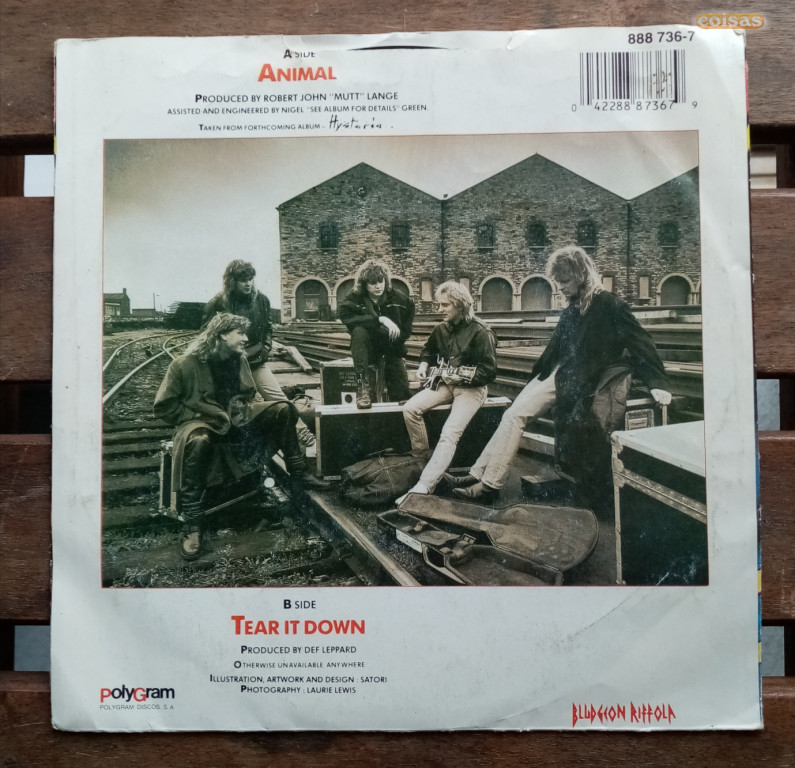 coisas
888 736-7
A SIDE
ANIMAL
PRODUCED BY ROBERT JOHN "MUTT" LANGE
ASSISTED AND ENGINEERED BY NIGEL "SEE ALBUM FOR DETAILS" GREEN.
TAKEN FROM FORTHCOMING ALBUM - Hysteria.
0 42288 87367 9
B SIDE
TEAR IT DOWN
PRODUCED BY DEF LEPPARD
OTHERWISE UNAVAILABLE ANYWHERE
ILLUSTRATION, ARTWORK AND DESIGN : SATORI
PHOTOGRAPHY : LAURIE LEWIS
polyGram
POLYGRAM DISCOS, S.A.
BLUDGEON RIFFOLA